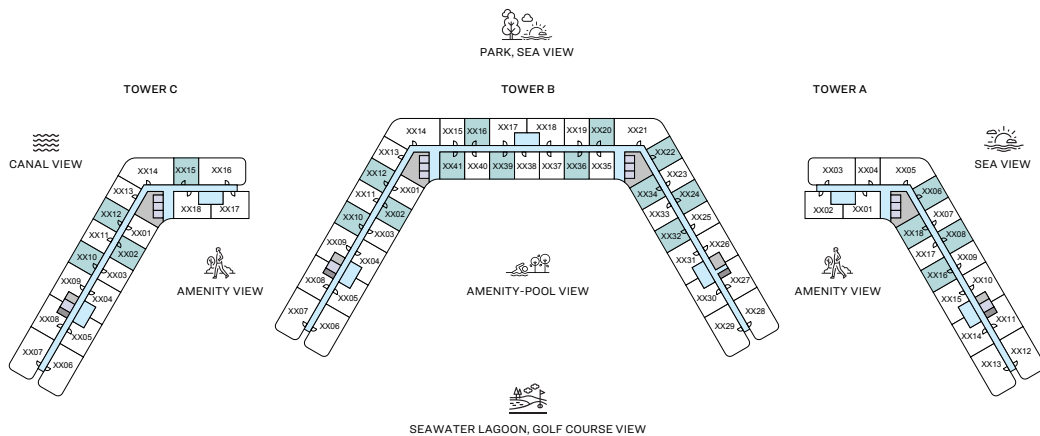 PARK, SEA VIEW
TOWER C
TOWER B
TOWER A
CANAL VIEW
SEA VIEW
XX14
XX15
XX16
XX13
XX12
XX11
XX10
XX09
XX08
XX07
XX06
XX05
XX04
XX03
XX02
XX01
XX18
XX17
AMENITY VIEW
XX14
XX15
XX16
XX17
XX18
XX19
XX20
XX21
XX13
XX12
XX11
XX10
XX09
XX08
XX07
XX06
XX05
XX04
XX03
XX02
XX01
XX41
XX40
XX39
XX38
XX37
XX36
XX35
XX22
XX23
XX24
XX25
XX26
XX27
XX28
XX29
XX30
XX31
XX32
XX33
XX34
AMENITY-POOL VIEW
XX03
XX04
XX05
XX02
XX01
XX06
XX07
XX08
XX09
XX10
XX11
XX12
XX13
XX14
XX15
XX16
XX17
XX18
AMENITY VIEW
SEAWATER LAGOON, GOLF COURSE VIEW